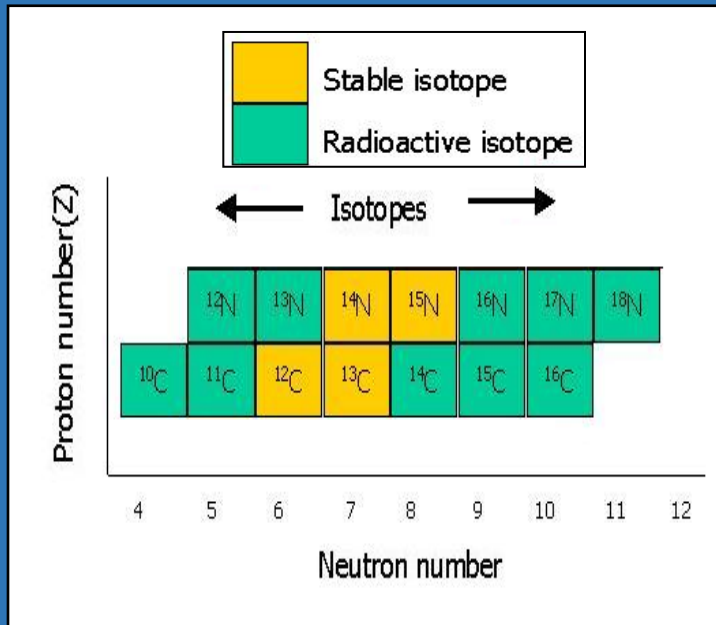 Stable isotope
Radioactive isotope
Isotopes
Proton number(Z)
¹²N ¹³N ¹⁴N ¹⁵N ¹⁶N ¹⁷N ¹⁸N
¹⁰C ¹¹C ¹²C ¹³C ¹⁴C ¹⁵C ¹⁶C
4 5 6 7 8 9 10 11 12
Neutron number